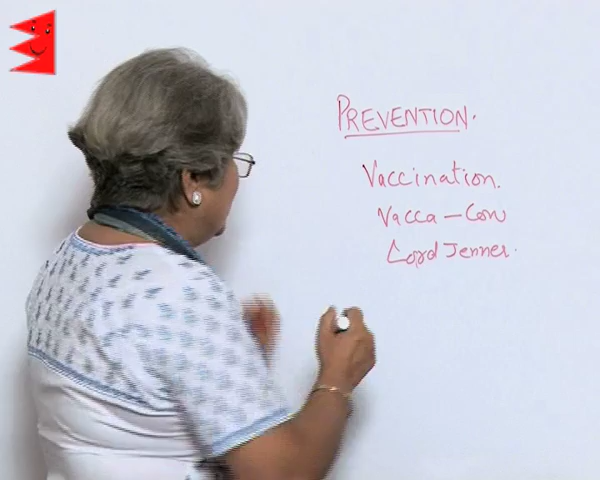 PREVENTION.
Vaccination.
Vacca - Cow
Lord Jenner.